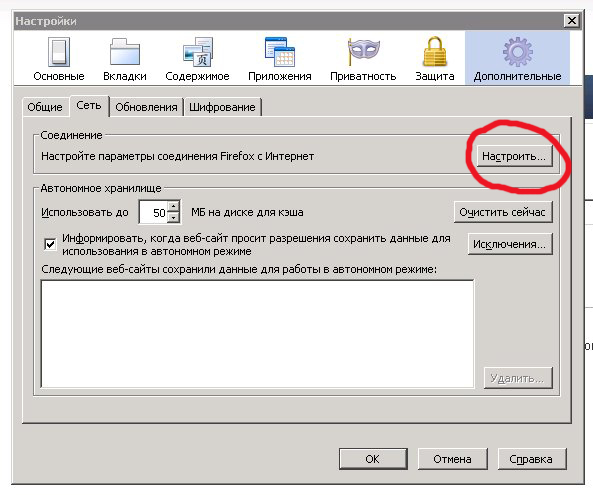 Настройки
Основные Вкладки Содержимое Приложения Приватность Защита Дополнительные
Общие Сеть Обновления Шифрование
Соединение
Настройте параметры соединения Firefox с Интернет Настроить...
Автономное хранилище
Использовать до 50 МБ на диске для кэша Очистить сейчас
Информировать, когда веб-сайт просит разрешения сохранить данные для
использования в автономном режиме
Исключения...
Следующие веб-сайты сохранили данные для работы в автономном режиме:
Удалить...
OK Отмена Справка